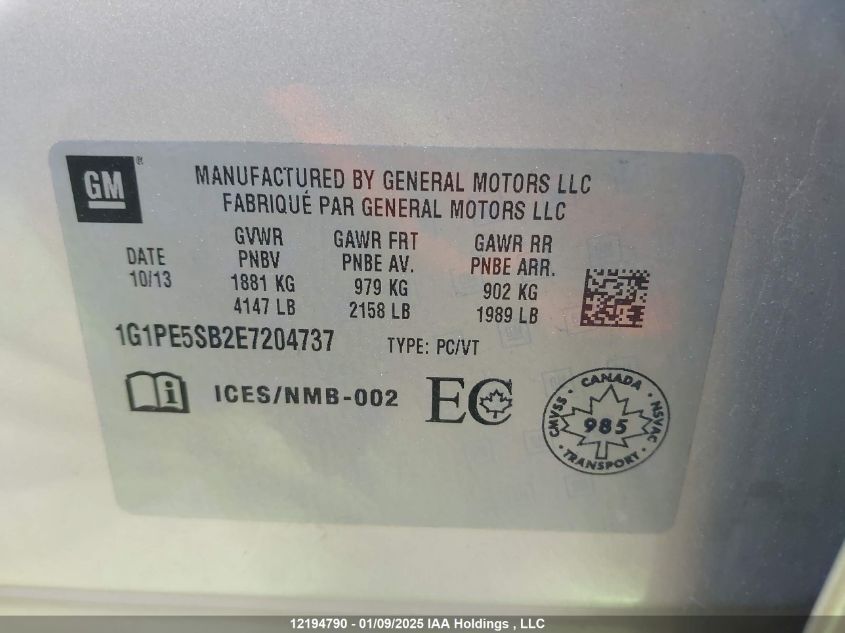 GM ®
MANUFACTURED BY GENERAL MOTORS LLC
FABRIQUÉ PAR GENERAL MOTORS LLC
DATE
10/13
GVWR
PNBV
1881 KG
4147 LB
GAWR FRT
PNBE AV.
979 KG
2158 LB
GAWR RR
PNBE ARR.
902 KG
1989 LB
1G1PE5SB2E7204737
TYPE: PC/VT
i
ICES/NMB-002
EC
CANADA
CMVSS
NSVAC
985
TRANSPORT
12194790 - 01/09/2025 IAA Holdings , LLC